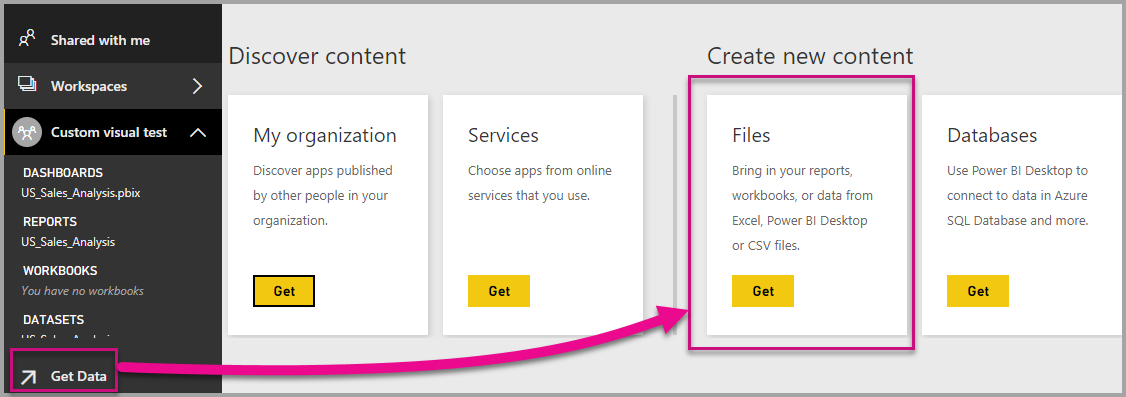 Shared with me
Workspaces
Custom visual test
DASHBOARDS
US_Sales_Analysis.pbix
REPORTS
US_Sales_Analysis
WORKBOOKS
You have no workbooks
DATASETS
US_Sales_Analysis
Get Data
Discover content
My organization
Discover apps published
by other people in your
organization.
Get
Services
Choose apps from online
services that you use.
Get
Create new content
Files
Bring in your reports,
workbooks, or data from
Excel, Power BI Desktop
or CSV files.
Get
Databases
Use Power BI Desktop to
connect to data in Azure
SQL Database and more.
Get